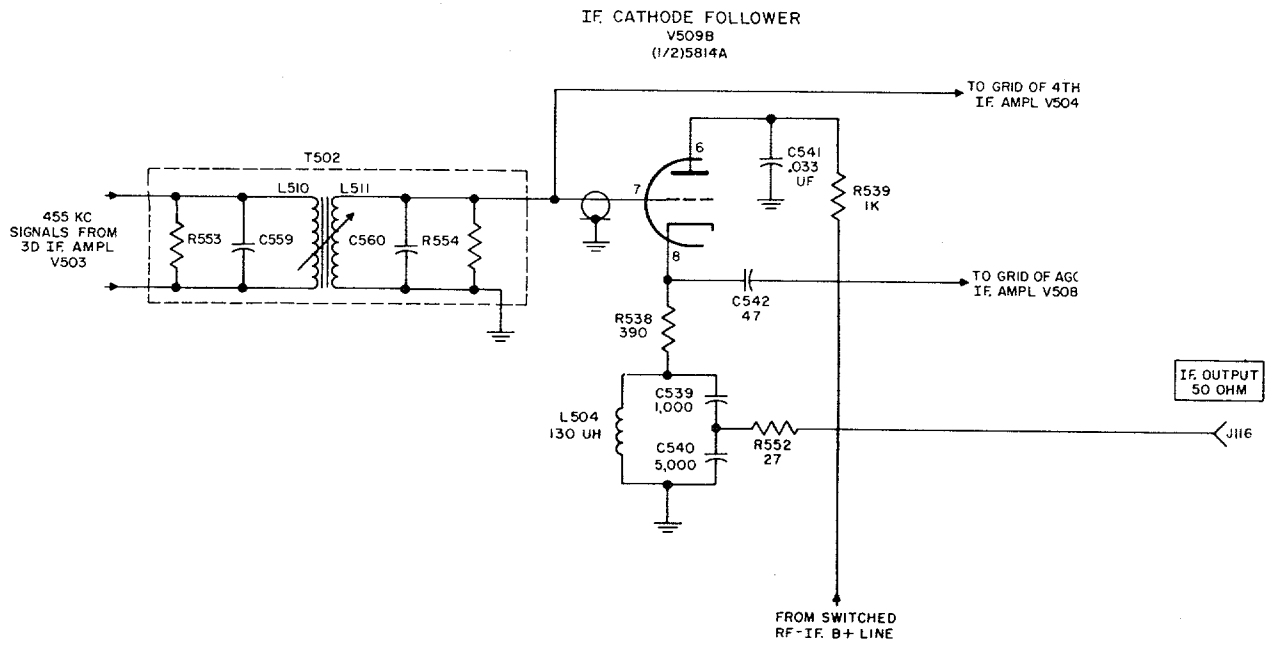 IF. CATHODE FOLLOWER
V509B
(1/2)5814A
TO GRID OF 4TH
IF. AMPL V504
T502
L510
L511
455 KC
SIGNALS FROM
3D IF. AMPL
V503
R553
C559
C560
R554
7
6
8
C541
.033
UF
R539
1K
C542
47
TO GRID OF AGC
IF. AMPL V508
R538
390
L504
130 UH
C539
1,000
C540
5,000
R552
27
IF. OUTPUT
50 OHM
J116
FROM SWITCHED
RF-IF. B+ LINE